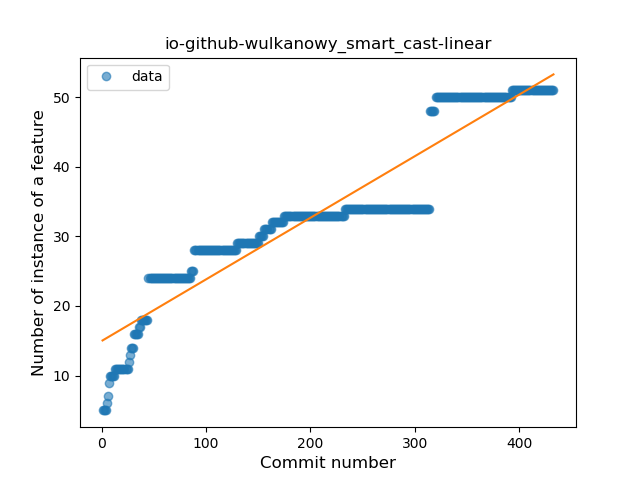 io-github-wulkanowy_smart_cast-linear
data
Number of instance of a feature
50
40
30
20
10
0 100 200 300 400
Commit number